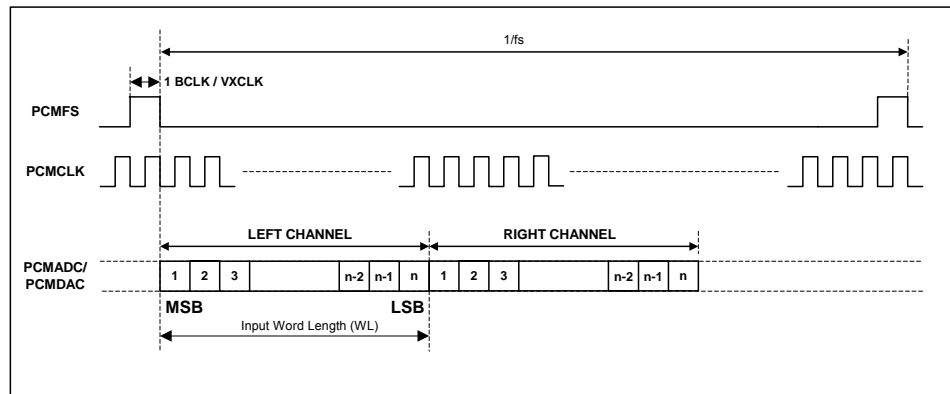 1/fs
1 BCLK / VXCLK
PCMFS
PCMCLK
LEFT CHANNEL
RIGHT CHANNEL
PCMADC/
PCMDAC
1 2 3 n-2 n-1 n 1 2 3 n-2 n-1 n
MSB LSB
Input Word Length (WL)